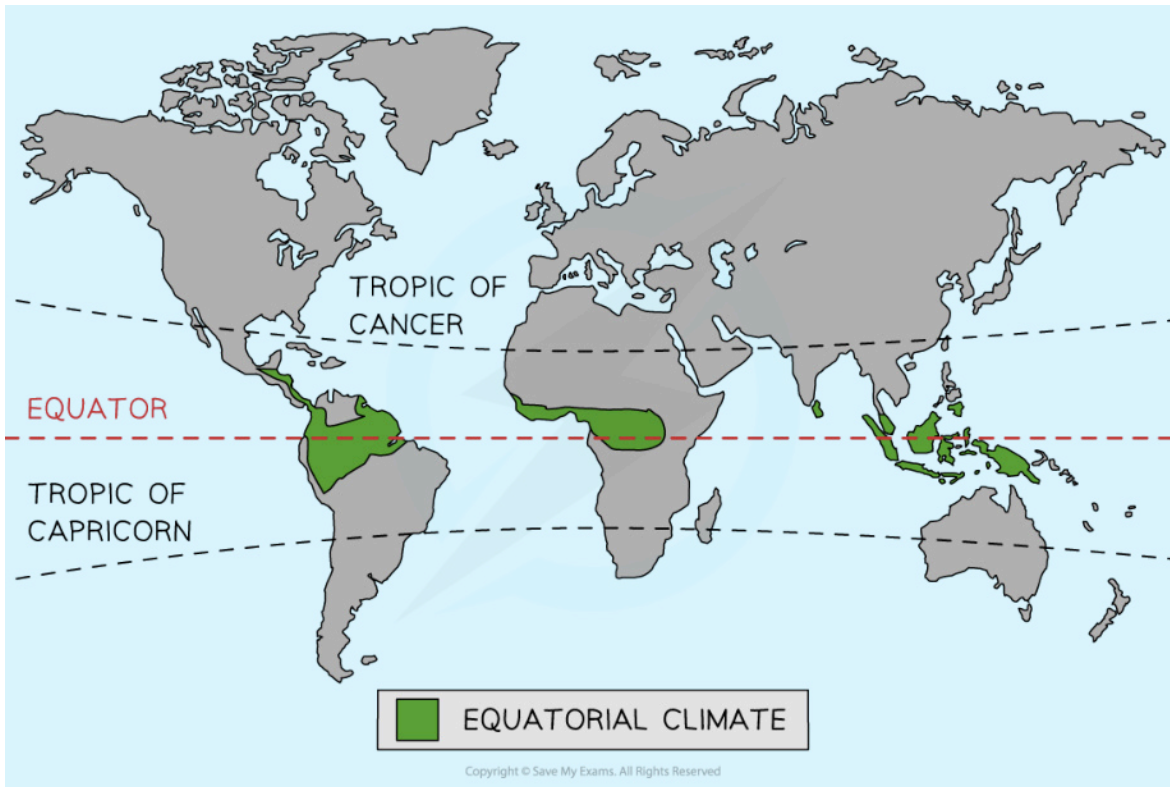 TROPIC OF
CANCER
EQUATOR
TROPIC OF
CAPRICORN
EQUATORIAL CLIMATE
Copyright © Save My Exams. All Rights Reserved